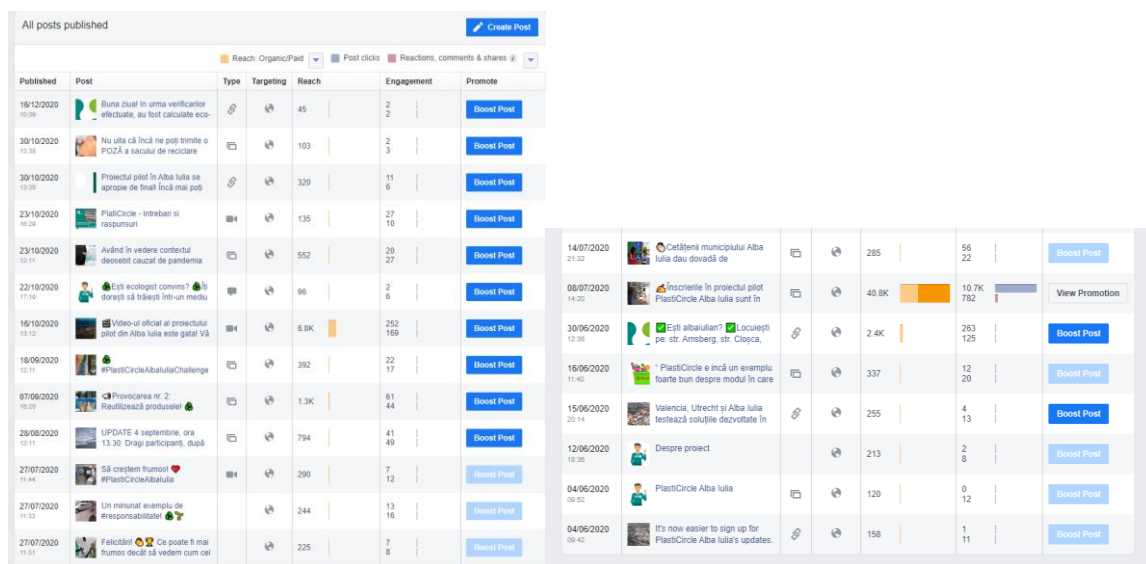 All posts published
Create Post
Reach: Organic/Paid Post clicks Reactions, comments & shares
Published Post Type Targeting Reach Engagement Promote
16/12/2020 Buna ziua! In urma verificarilor 45 2 Boost Post
10:09 efectuate, au fost calculate eco- 2
30/10/2020 Nu uita că încă ne poți trimite o 103 2 Boost Post
13:58 POZĂ a sacului de reciclare 3
30/10/2020 Proiectul pilot în Alba Iulia se 320 11 Boost Post
13:35 apropie de final! Încă mai poți 6
23/10/2020 PlatiCircle - Intrebari si 135 27 Boost Post
16:29 raspunsuri 10
23/10/2020 Având în vedere contextul 552 20 Boost Post
12:11 deosebit cauzat de pandemia 27
22/10/2020 Ești ecologist convins? Îți 96 2 Boost Post
17:19 dorești să trăiești într-un mediu 6
16/10/2020 Video-ul oficial al proiectului 6.8K 252 Boost Post
13:12 pilot din Alba Iulia este gata! Vă 169
18/09/2020 392 22 Boost Post
12:11 #PlastiCircleAlbaIuliaChallenge 17
07/09/2020 Provocarea nr. 2: 1.3K 61 Boost Post
16:28 Reutilizează produsele! 44
28/08/2020 UPDATE 4 septembrie, ora 794 41 Boost Post
12:11 13:30: Dragi participanți, după 49
27/07/2020 Să creștem frumos! 290 7 Boost Post
11:44 #PlastiCircleAlbaIulia 12
27/07/2020 Un minunat exemplu de 244 13 Boost Post
11:33 #responsabilitate! 16
27/07/2020 Felicitări! Ce poate fi mai 225 7 Boost Post
11:31 frumos decât să vedem cum cei 8
14/07/2020 Cetățenii municipiului Alba 285 56 Boost Post
21:32 Iulia dau dovadă de 22
08/07/2020 Înscrierile în proiectul pilot 40.8K 10.7K View Promotion
14:20 PlastiCircle Alba Iulia sunt în 782
30/06/2020 Ești albaiulian? Locuiești 2.4K 263 Boost Post
12:36 pe: str. Arnsberg, str. Cloșca, 125
16/06/2020 " PlastiCircle e încă un exemplu 337 12 Boost Post
11:40 foarte bun despre modul în care 20
15/06/2020 Valencia, Utrecht și Alba Iulia 255 4 Boost Post
20:14 testează soluțiile dezvoltate în 13
12/06/2020 Despre proiect 213 2 Boost Post
18:36 8
04/06/2020 PlastiCircle Alba Iulia 120 0 Boost Post
09:52 12
04/06/2020 It's now easier to sign up for 158 1 Boost Post
09:42 PlastiCircle Alba Iulia's updates. 11